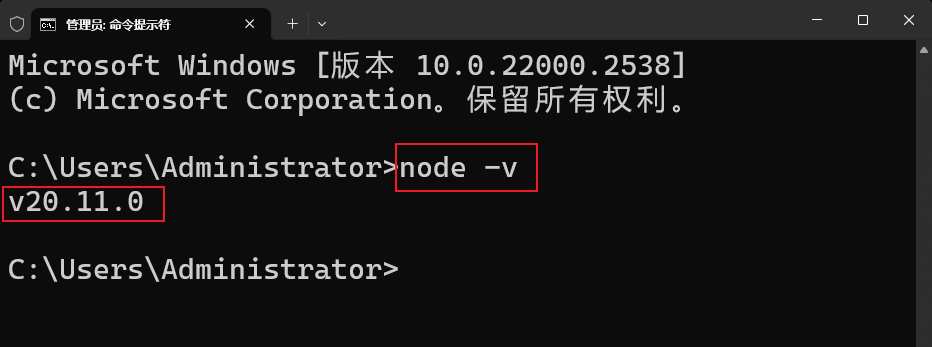 管理员: 命令提示符
Microsoft Windows [版本 10.0.22000.2538]
(c) Microsoft Corporation。保留所有权利。
C:\Users\Administrator>node -v
v20.11.0
C:\Users\Administrator>